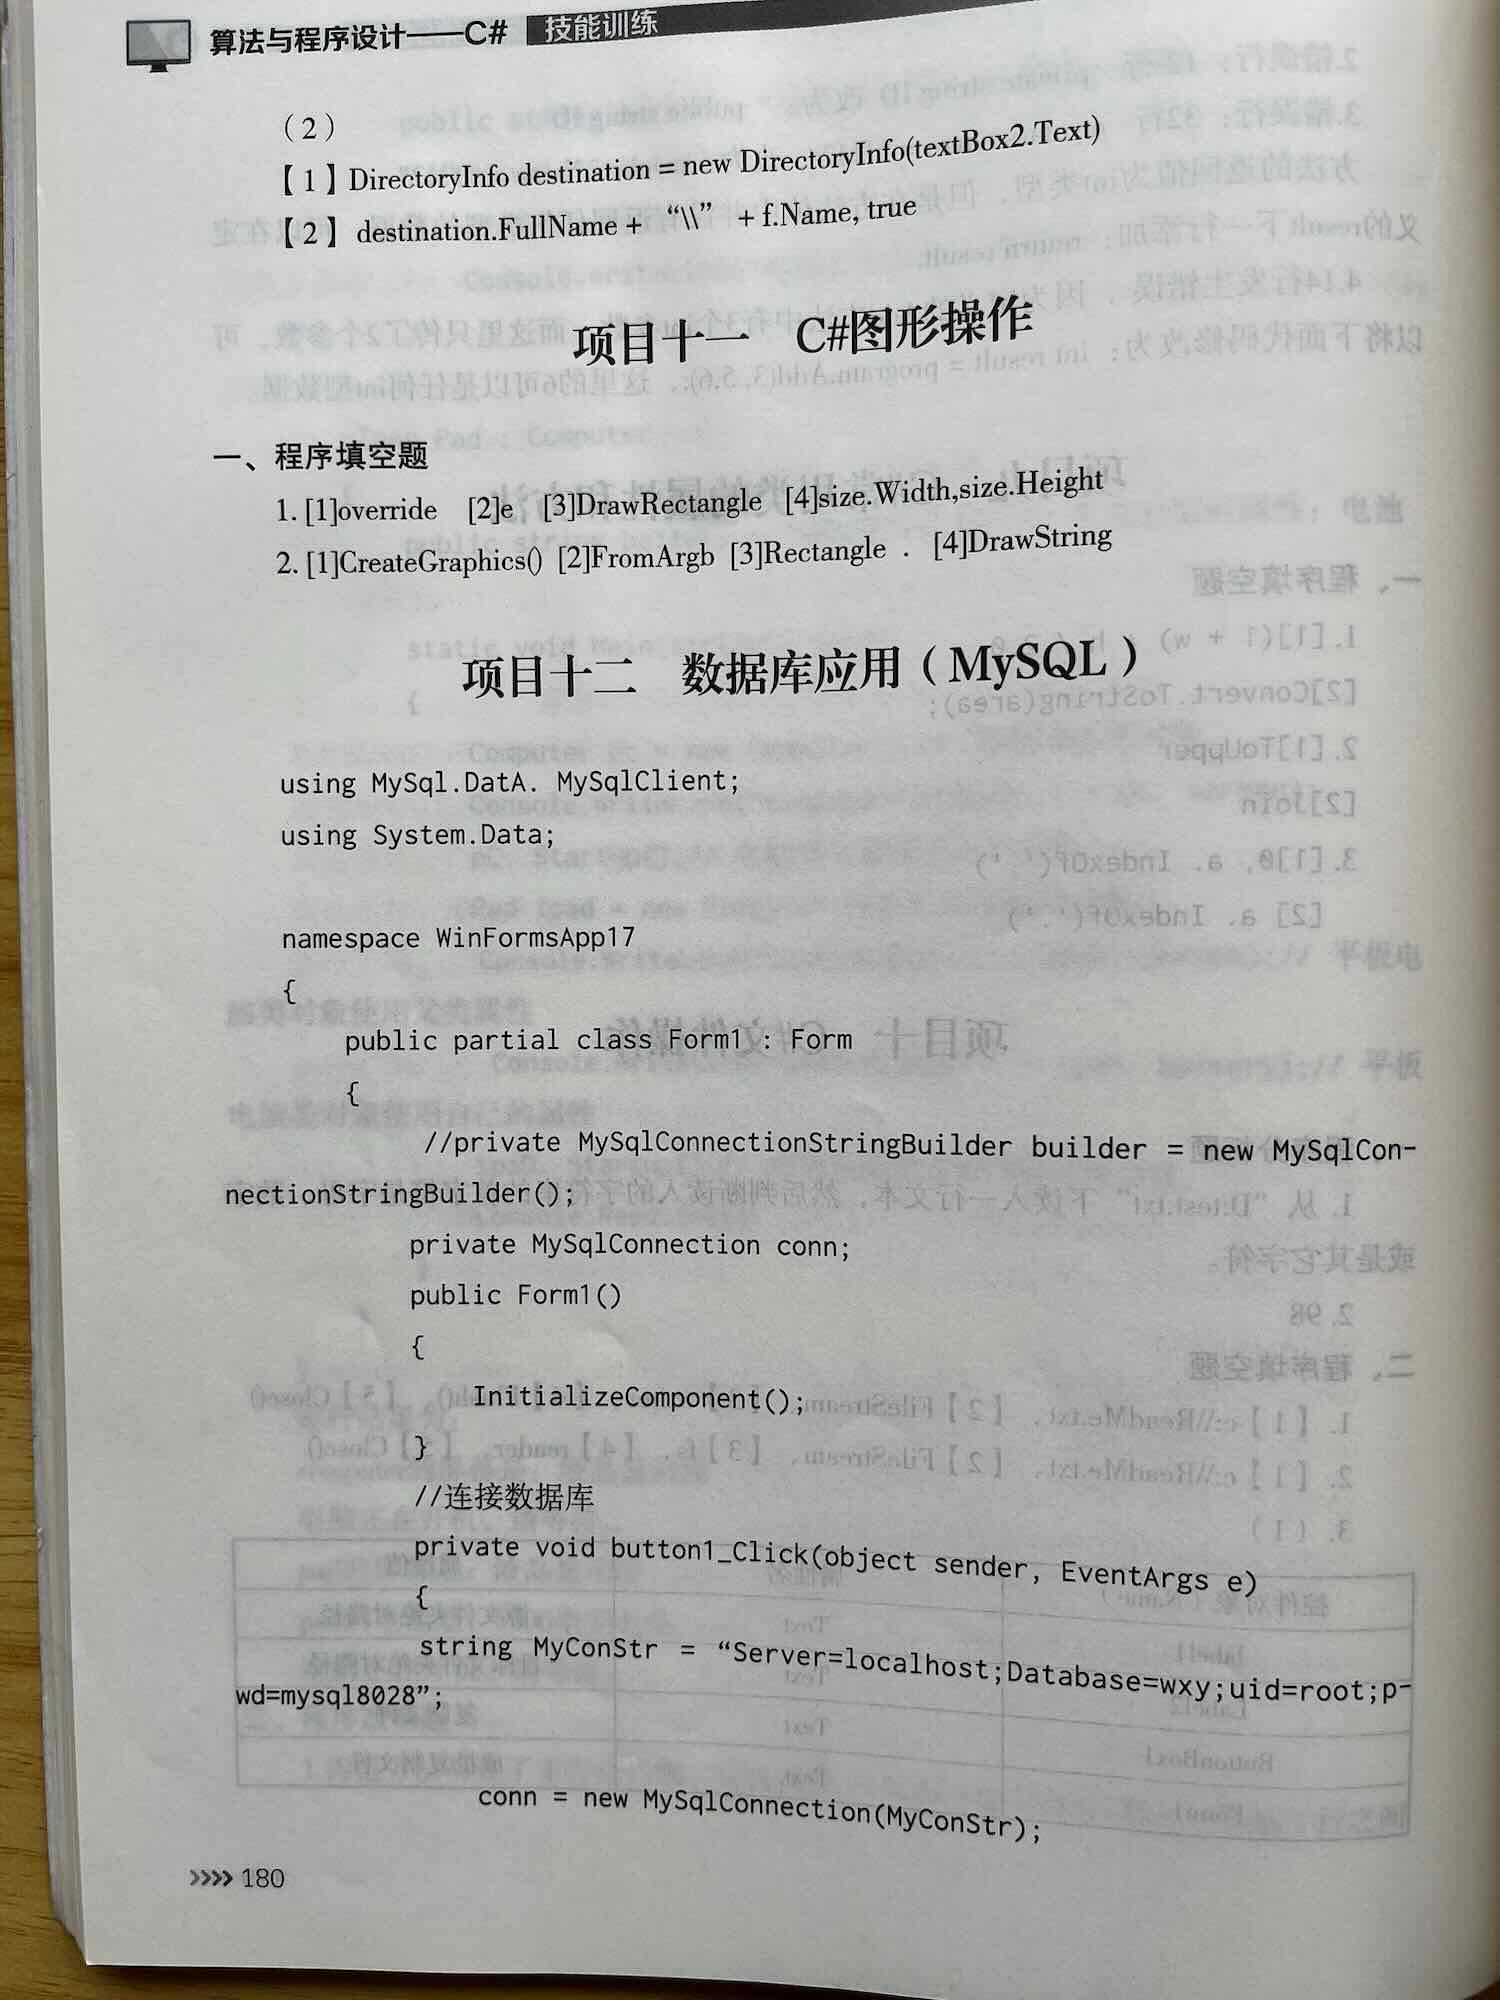 算法与程序设计——C# 技能训练
（2）
【1】DirectoryInfo destination = new DirectoryInfo(textBox2.Text)
【2】 destination.FullName + “\\” + f.Name, true
项目十一 C#图形操作
一、程序填空题
1. [1]override [2]e [3]DrawRectangle [4]size.Width,size.Height
2. [1]CreateGraphics() [2]FromArgb [3]Rectangle . [4]DrawString
项目十二 数据库应用（MySQL）
using MySql.DatA. MySqlClient;
using System.Data;
namespace WinFormsApp17
{
public partial class Form1 : Form
{
//private MySqlConnectionStringBuilder builder = new MySqlCon-
nectionStringBuilder();
private MySqlConnection conn;
public Form1()
{
InitializeComponent();
}
//连接数据库
private void button1_Click(object sender, EventArgs e)
{
string MyConStr = “Server=localhost;Database=wxy;uid=root;p-
wd=mysql8028”;
conn = new MySqlConnection(MyConStr);
»»» 180